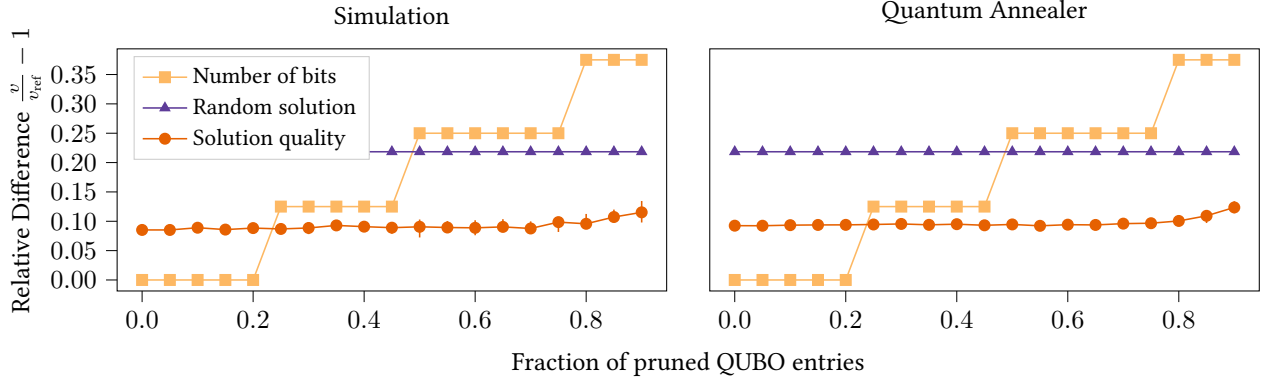 Simulation
Quantum Annealer
Relative Difference v/v_ref − 1
0.35
0.30
0.25
0.20
0.15
0.10
0.05
0.00
Number of bits
Random solution
Solution quality
0.0 0.2 0.4 0.6 0.8
0.0 0.2 0.4 0.6 0.8
Fraction of pruned QUBO entries